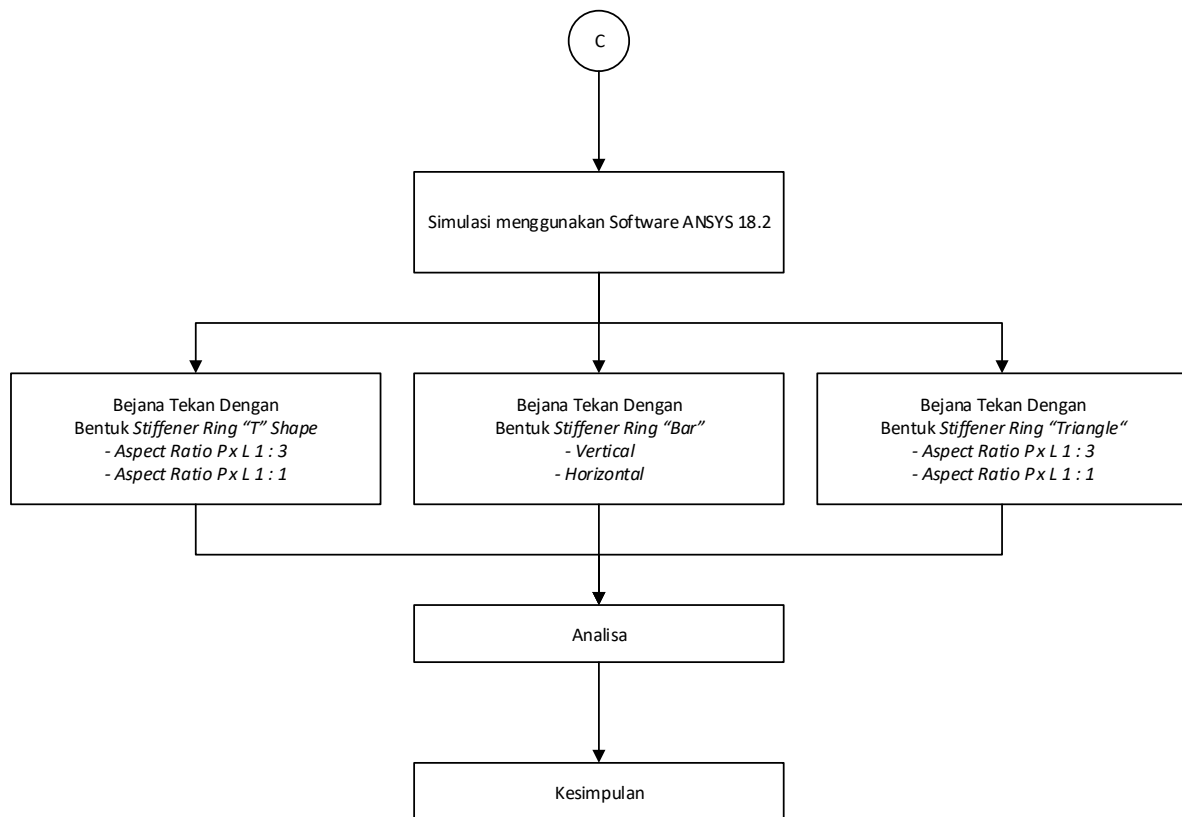 C
Simulasi menggunakan Software ANSYS 18.2
Bejana Tekan Dengan
Bentuk Stiffener Ring “T” Shape
- Aspect Ratio P x L 1 : 3
- Aspect Ratio P x L 1 : 1
Bejana Tekan Dengan
Bentuk Stiffener Ring “Bar”
- Vertical
- Horizontal
Bejana Tekan Dengan
Bentuk Stiffener Ring “Triangle“
- Aspect Ratio P x L 1 : 3
- Aspect Ratio P x L 1 : 1
Analisa
Kesimpulan